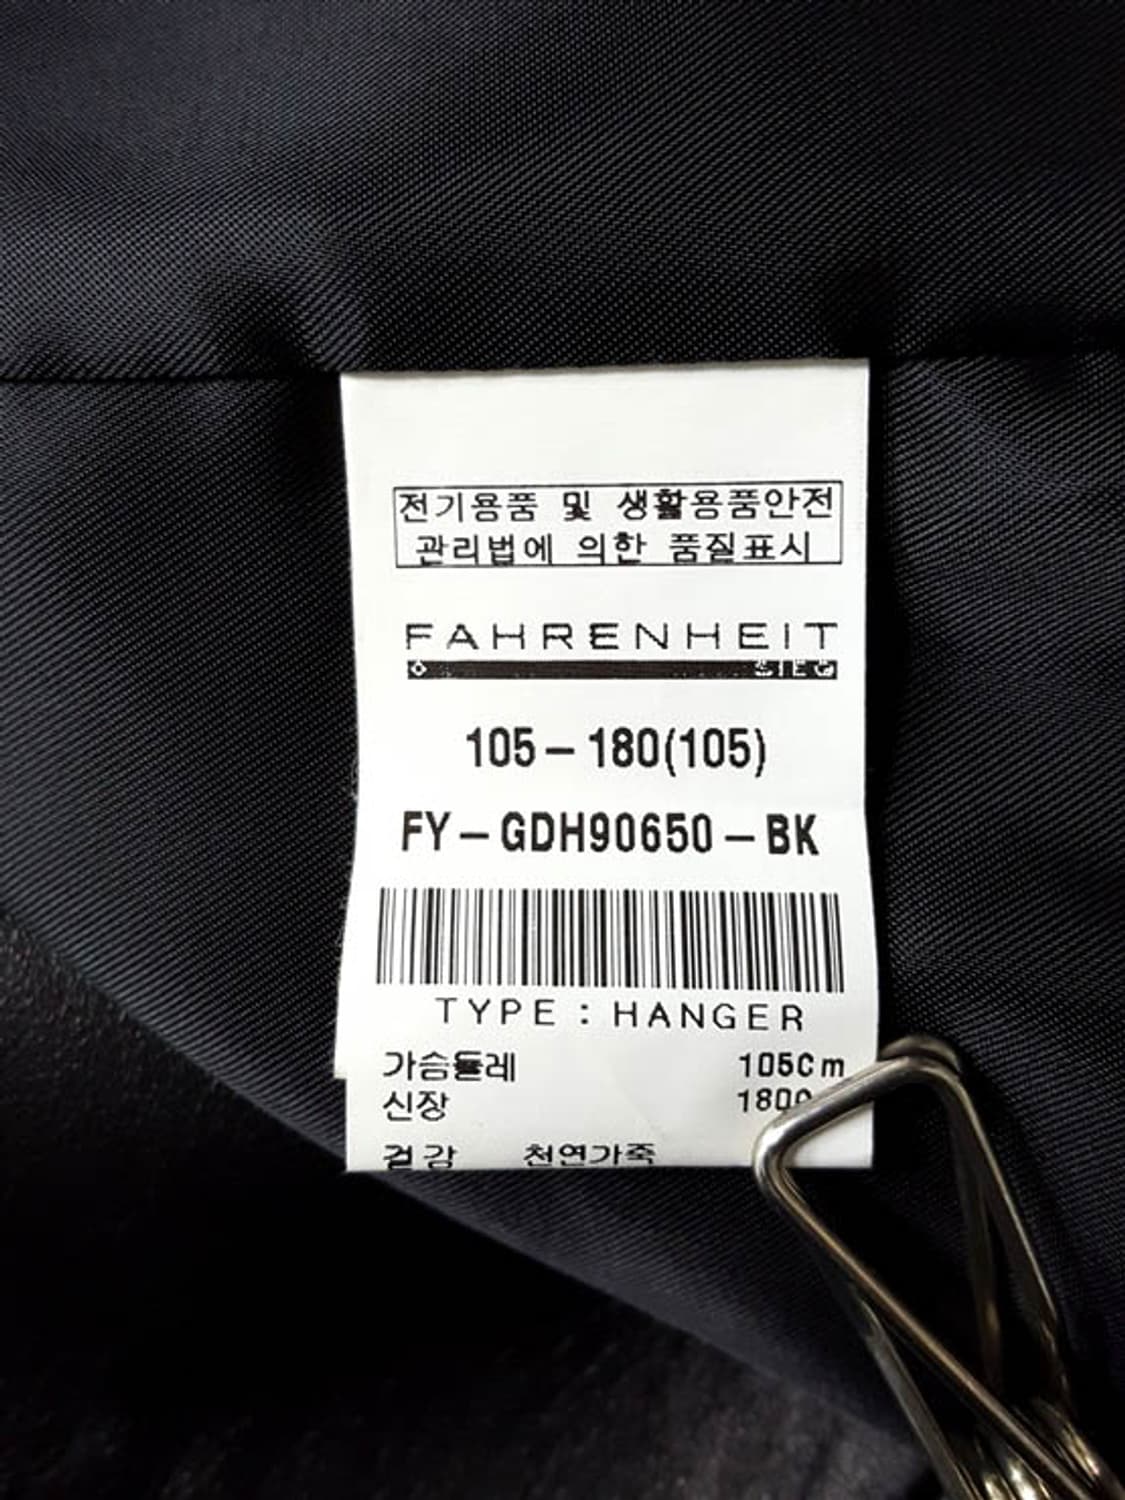 전기용품 및 생활용품안전
관리법에 의한 품질표시
FAHRENHEIT
SIEG
105-180(105)
FY-GDH90650-BK
TYPE : HANGER
가슴둘레 105Cm
신장 180
겉감 천연가죽